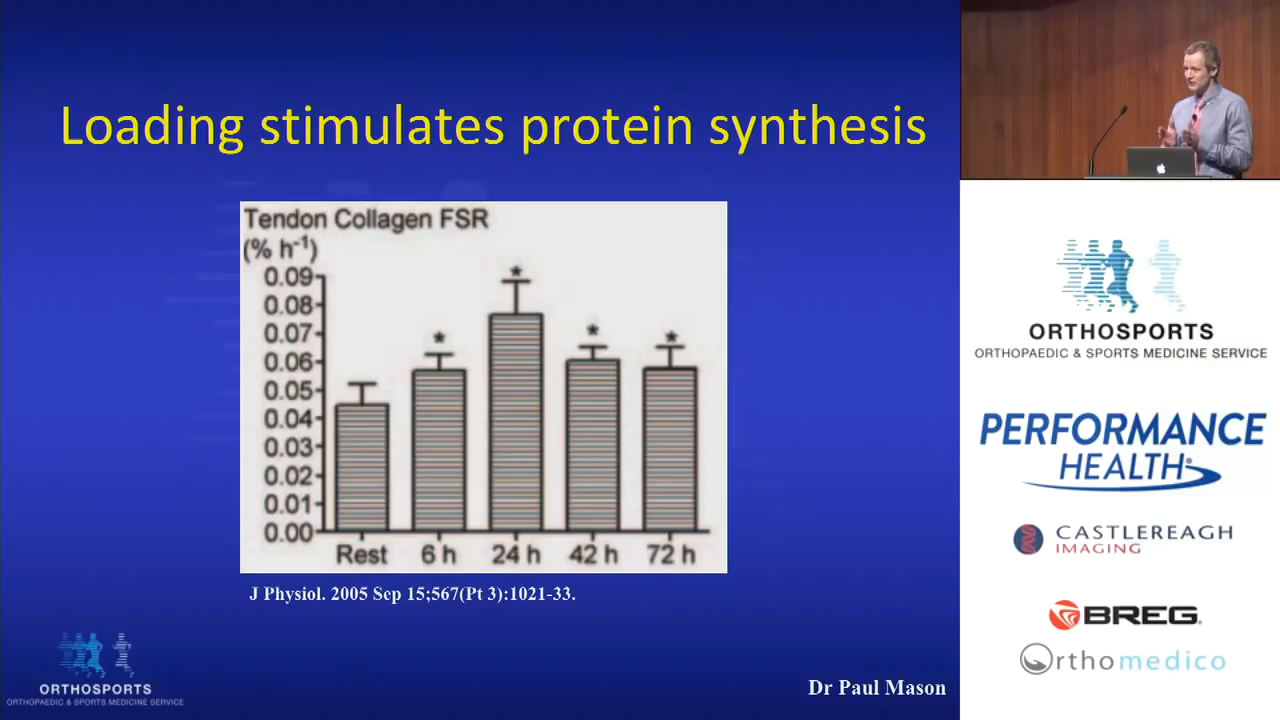 Loading stimulates protein synthesis
Tendon Collagen FSR
(% h⁻¹)
0.09
0.08
0.07
0.06
0.05
0.04
0.03
0.02
0.01
0.00
* * * *
Rest 6 h 24 h 42 h 72 h
J Physiol. 2005 Sep 15;567(Pt 3):1021-33.
ORTHOSPORTS
ORTHOPAEDIC & SPORTS MEDICINE SERVICE
Dr Paul Mason
ORTHOSPORTS
ORTHOPAEDIC & SPORTS MEDICINE SERVICE
PERFORMANCE
HEALTH®
CASTLEREAGH
IMAGING
BREG
Orthomedico